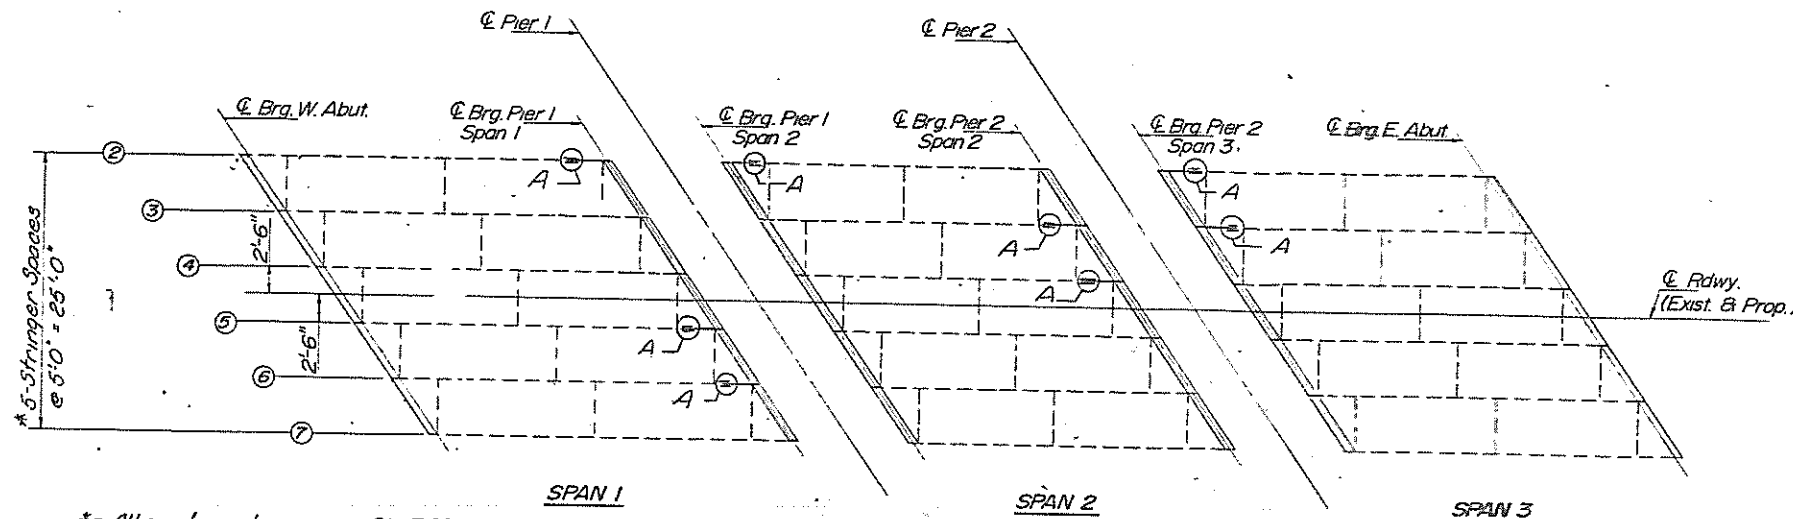 ℄ Pier 1
℄ Pier 2
℄ Brg. W. Abut.
℄ Brg. Pier 1
Span 1
℄ Brg. Pier 1
Span 2
℄ Brg. Pier 2
Span 2
℄ Brg. Pier 2
Span 3
℄ Brg. E. Abut.
2
A
A
A
3
A
A
2'-6"
4
A
℄ Rdwy.
(Exist. & Prop.
5
A
2'-6"
6
A
7
* 5-Stringer Spaces
@ 5'0" = 25'-0"
SPAN 1
SPAN 2
SPAN 3